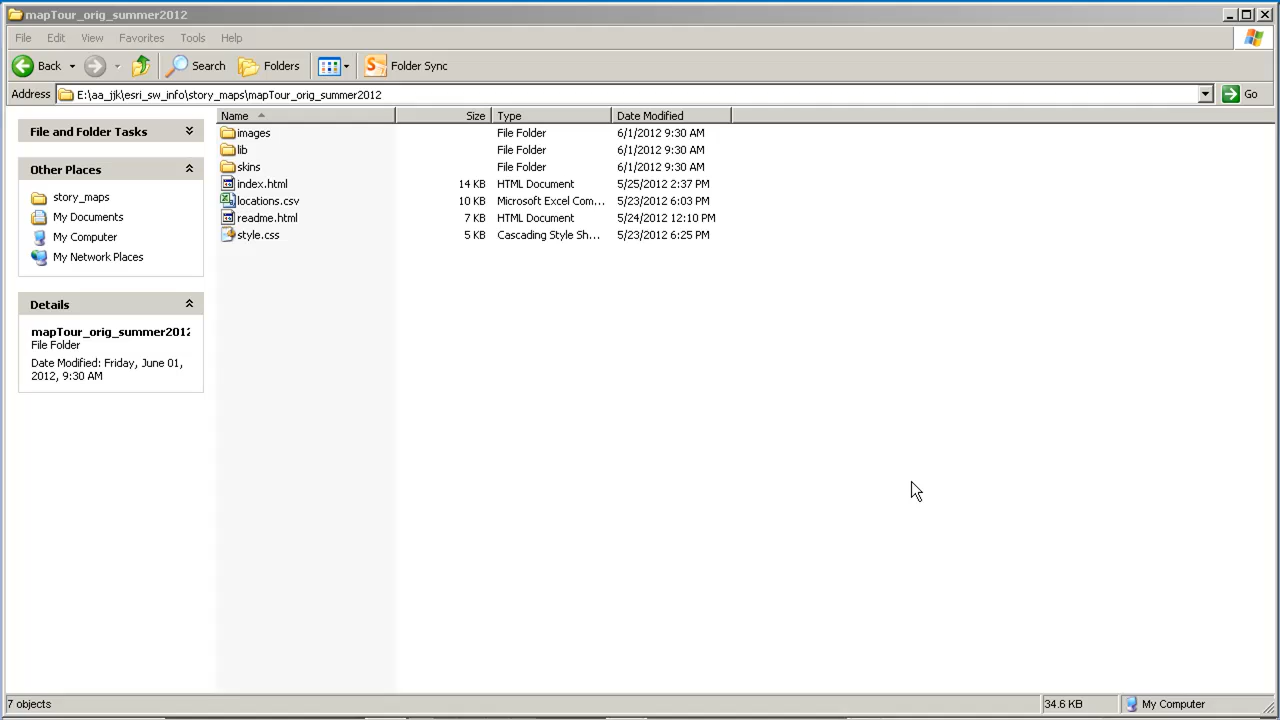 mapTour_orig_summer2012
File Edit View Favorites Tools Help
Back Search Folders Folder Sync
Address E:\aa_jjk\esri_sw_info\story_maps\mapTour_orig_summer2012 Go
Name Size Type Date Modified
File and Folder Tasks
Other Places
story_maps
My Documents
My Computer
My Network Places
Details
mapTour_orig_summer2012
File Folder
Date Modified: Friday, June 01,
2012, 9:30 AM
images File Folder 6/1/2012 9:30 AM
lib File Folder 6/1/2012 9:30 AM
skins File Folder 6/1/2012 9:30 AM
index.html 14 KB HTML Document 5/25/2012 2:37 PM
locations.csv 10 KB Microsoft Excel Com... 5/23/2012 6:03 PM
readme.html 7 KB HTML Document 5/24/2012 12:10 PM
style.css 5 KB Cascading Style Sh... 5/23/2012 6:25 PM
7 objects 34.6 KB My Computer